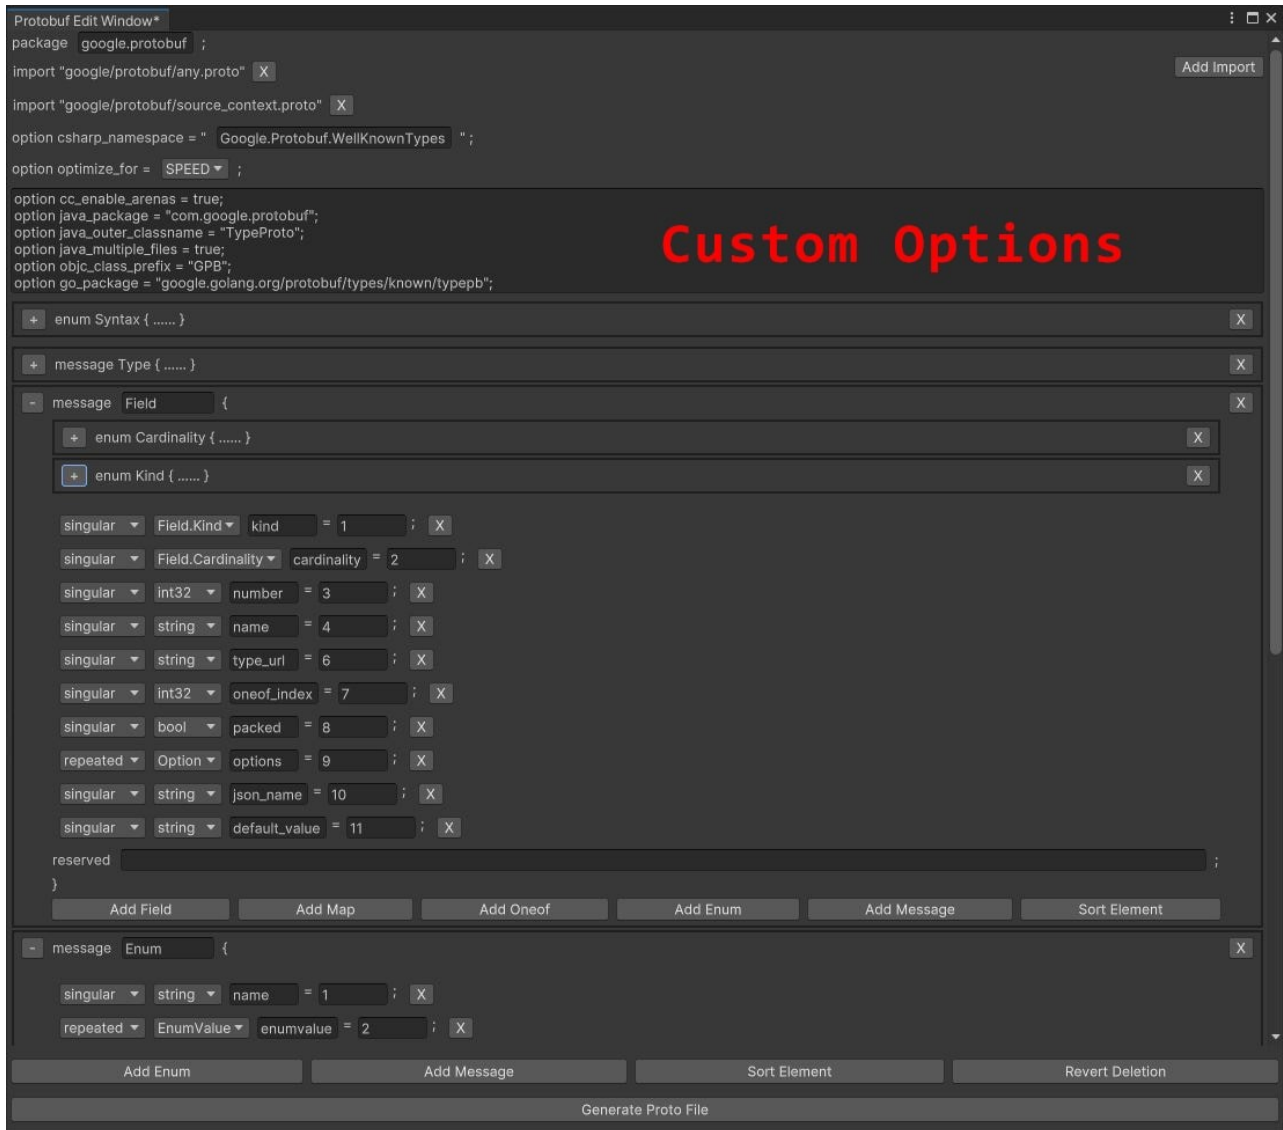 Protobuf Edit Window*
package google.protobuf ;
import "google/protobuf/any.proto" X
Add Import
import "google/protobuf/source_context.proto" X
option csharp_namespace = " Google.Protobuf.WellKnownTypes " ;
option optimize_for = SPEED ;
option cc_enable_arenas = true;
option java_package = "com.google.protobuf";
option java_outer_classname = "TypeProto";
option java_multiple_files = true;
option objc_class_prefix = "GPB";
option go_package = "google.golang.org/protobuf/types/known/typepb";
Custom Options
+ enum Syntax { ...... } X
+ message Type { ...... } X
- message Field { X
+ enum Cardinality { ...... } X
+ enum Kind { ...... } X
singular Field.Kind kind = 1 ; X
singular Field.Cardinality cardinality = 2 ; X
singular int32 number = 3 ; X
singular string name = 4 ; X
singular string type_url = 6 ; X
singular int32 oneof_index = 7 ; X
singular bool packed = 8 ; X
repeated Option options = 9 ; X
singular string json_name = 10 ; X
singular string default_value = 11 ; X
reserved ;
}
Add Field Add Map Add Oneof Add Enum Add Message Sort Element
- message Enum { X
singular string name = 1 ; X
repeated EnumValue enumvalue = 2 ; X
Add Enum Add Message Sort Element Revert Deletion
Generate Proto File